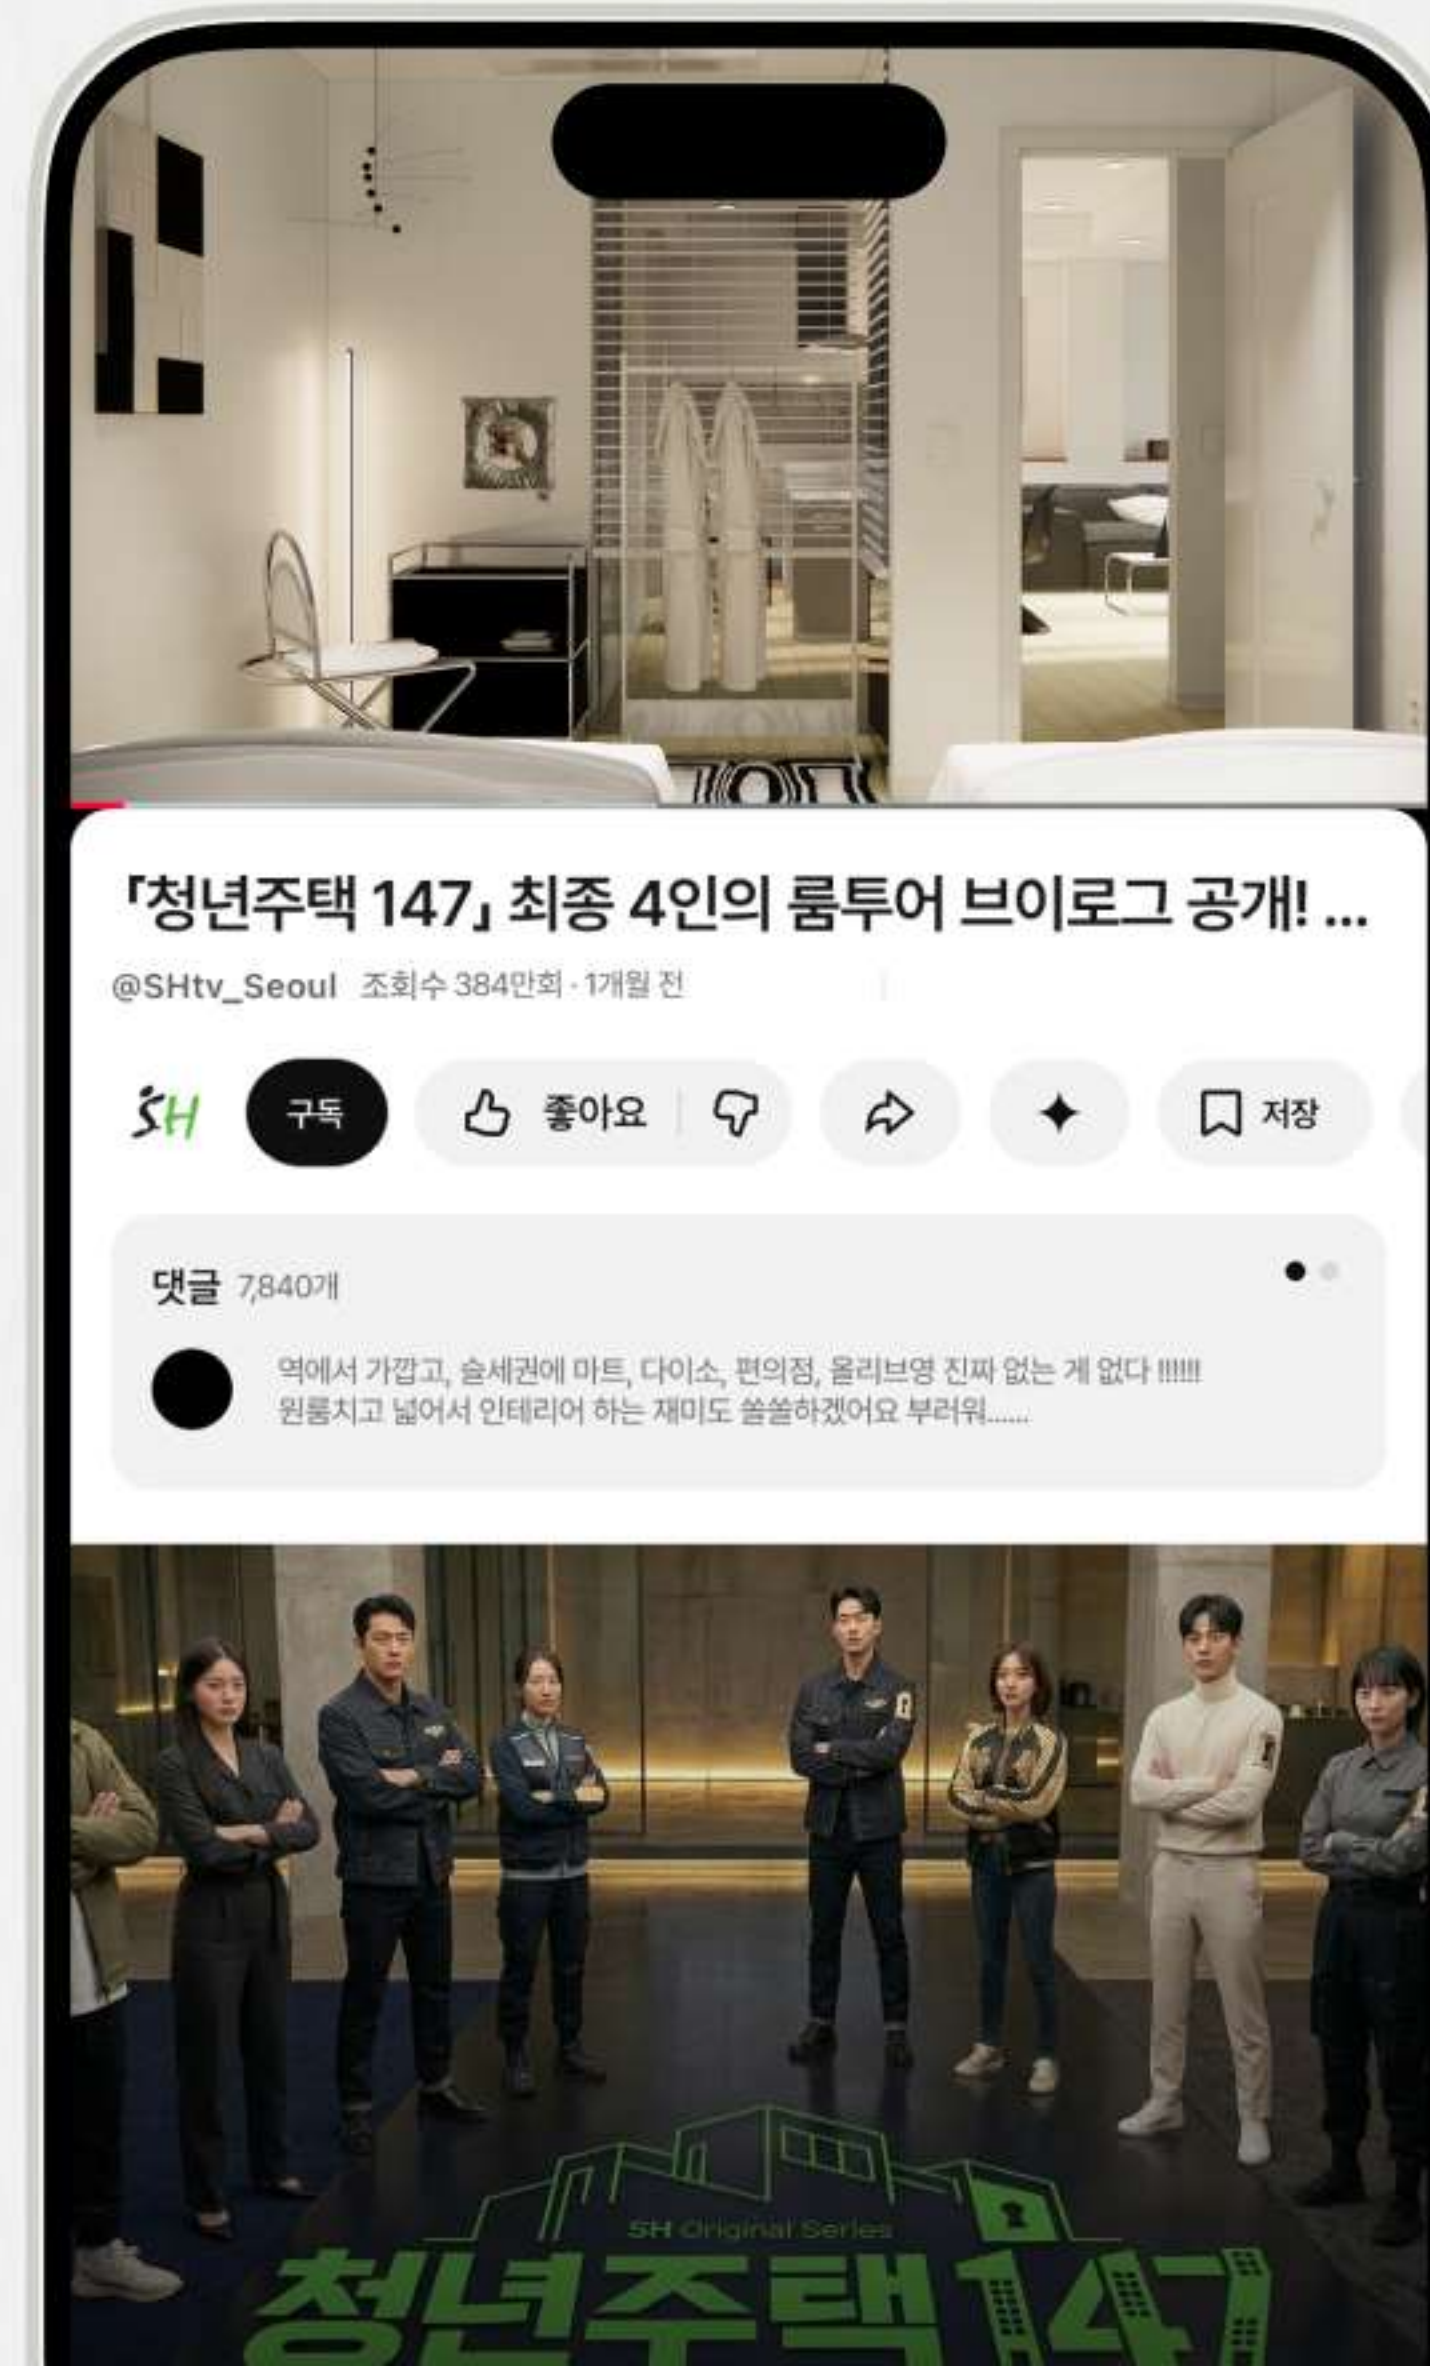 「청년주택 147」 최종 4인의 룸투어 브이로그 공개! ...
@SHtv_Seoul 조회수 384만회 · 1개월 전
SH 구독 좋아요 저장
댓글 7,840개
역에서 가깝고, 슬세권에 마트, 다이소, 편의점, 올리브영 진짜 없는 게 없다 !!!!!!
원룸치고 넓어서 인테리어 하는 재미도 쏠쏠하겠어요 부러워......
SH Original Series
청년주택 147